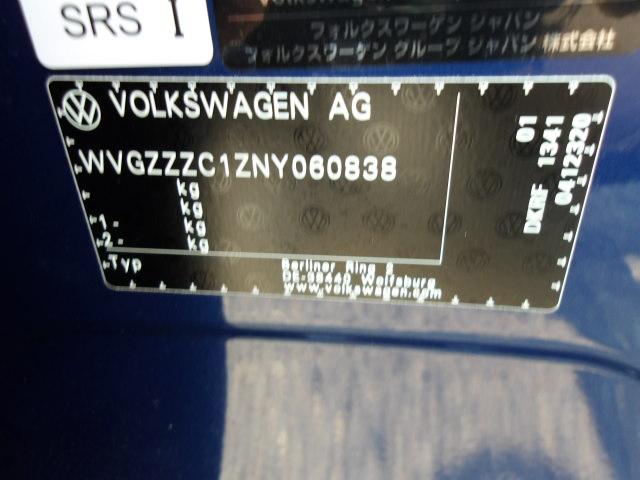 SRS I
Volkswagen
フォルクスワーゲン ジャパン
フォルクスワーゲン グループ ジャパン 株式会社
VOLKSWAGEN AG
WVGZZZC1ZNY060838
kg
kg
1- kg
2- kg
Typ
Berliner Ring 2
DE-38440 Wolfsburg
www.volkswagen.com
01
DKRF 1341
0412320